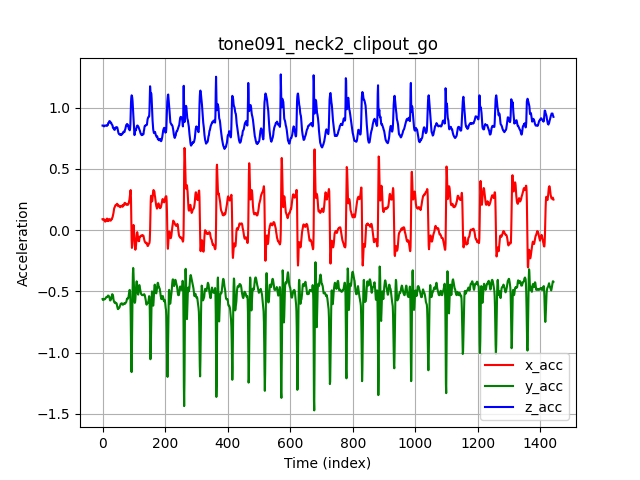 tone091_neck2_clipout_go
Acceleration
1.0
0.5
0.0
−0.5
−1.0
−1.5
0 200 400 600 800 1000 1200 1400
Time (index)
x_acc
y_acc
z_acc